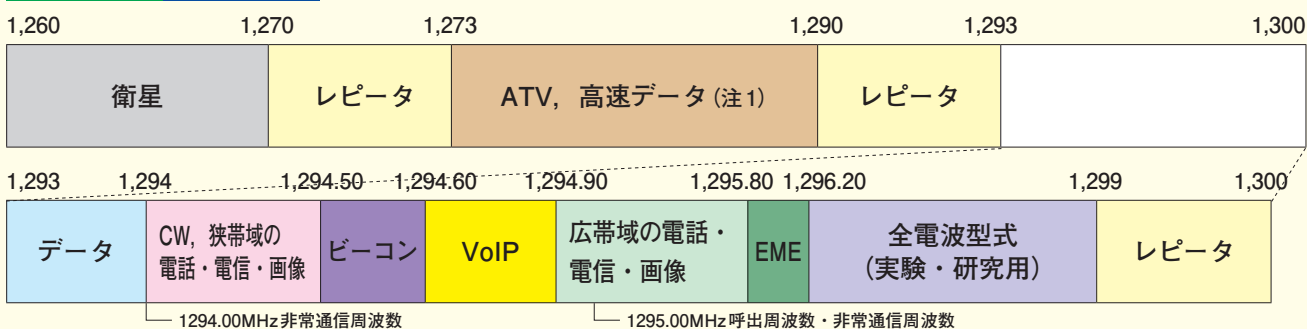 1,260 1,270 1,273 1,290 1,293 1,300
衛星 レピータ ATV，高速データ(注1) レピータ
1,293 1,294 1,294.50 1,294.60 1,294.90 1,295.80 1,296.20 1,299 1,300
データ CW，狭帯域の電話・電信・画像 ビーコン VoIP 広帯域の電話・電信・画像 EME 全電波型式（実験・研究用） レピータ
1294.00MHz非常通信周波数 1295.00MHz呼出周波数・非常通信周波数